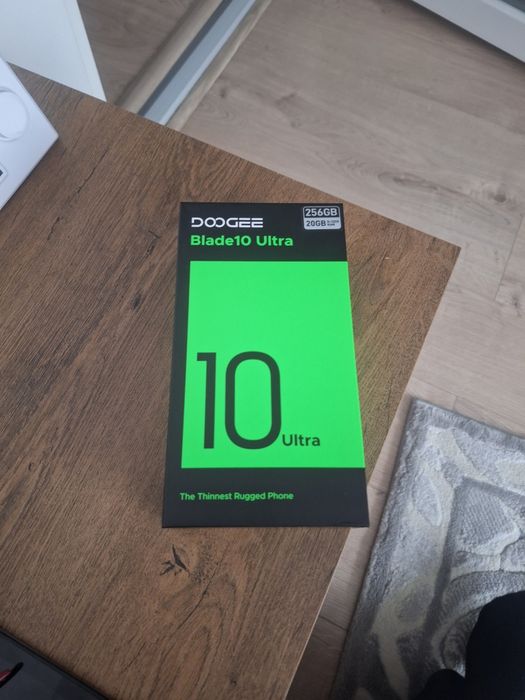 DOOGEE
Blade10 Ultra
256GB
20GB
10
Ultra
The Thinnest Rugged Phone